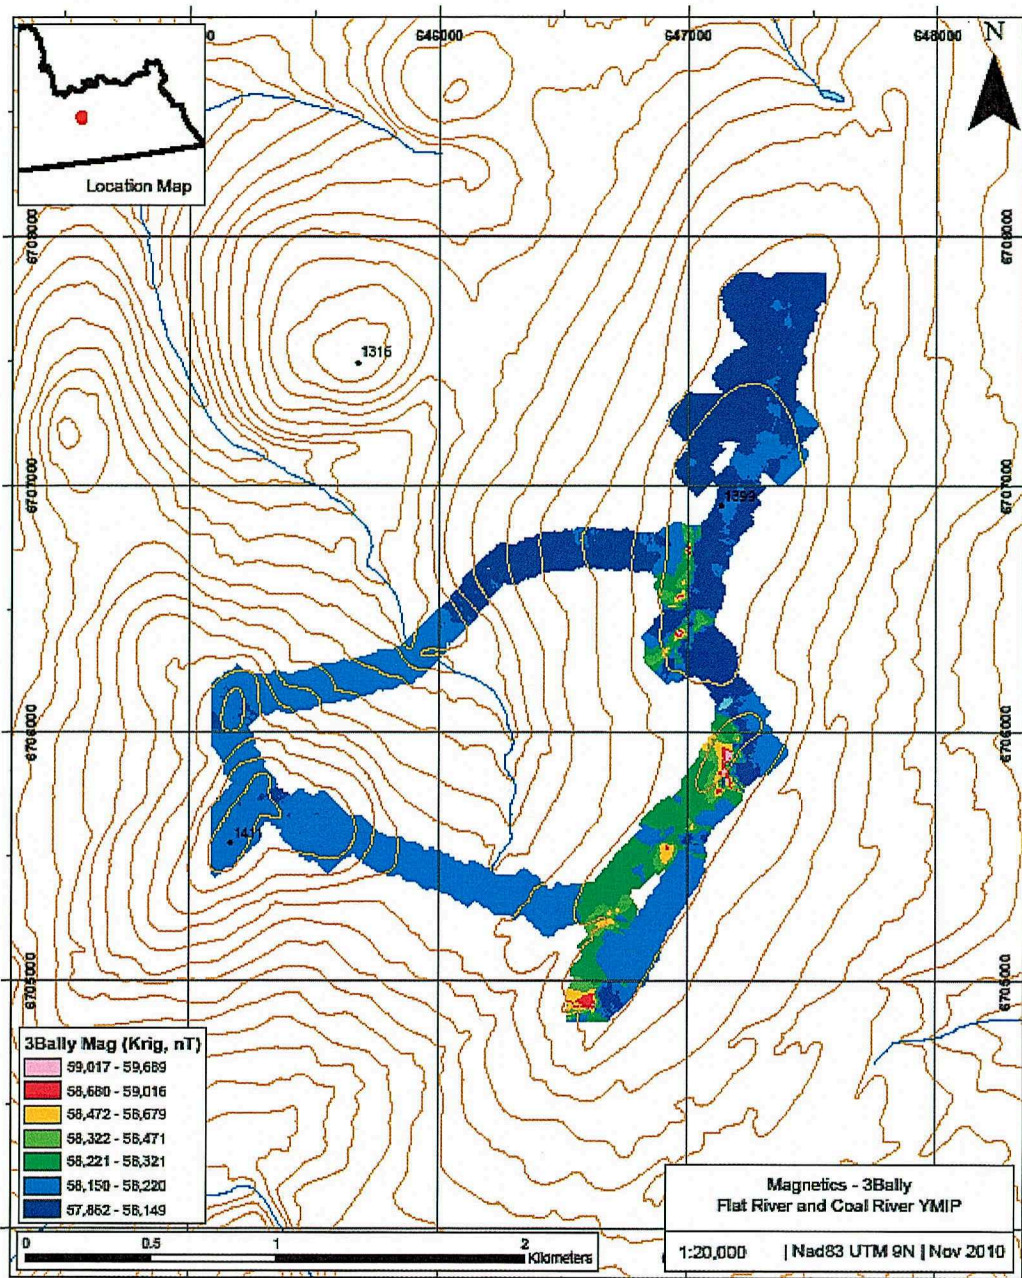 0
646000
647000
648000
N
Location Map
6708000
6708000
1316
6707000
6707000
1399
6706000
6706000
1411
6705000
6705000
3Bally Mag (Krig, nT)
59,017 - 59,689
58,680 - 59,016
58,472 - 58,679
58,322 - 58,471
58,221 - 58,321
58,150 - 58,220
57,852 - 58,149
0 0.5 1 2
Kilometers
Magnetics - 3Bally
Flat River and Coal River YMIP
1:20,000 | Nad83 UTM 9N | Nov 2010